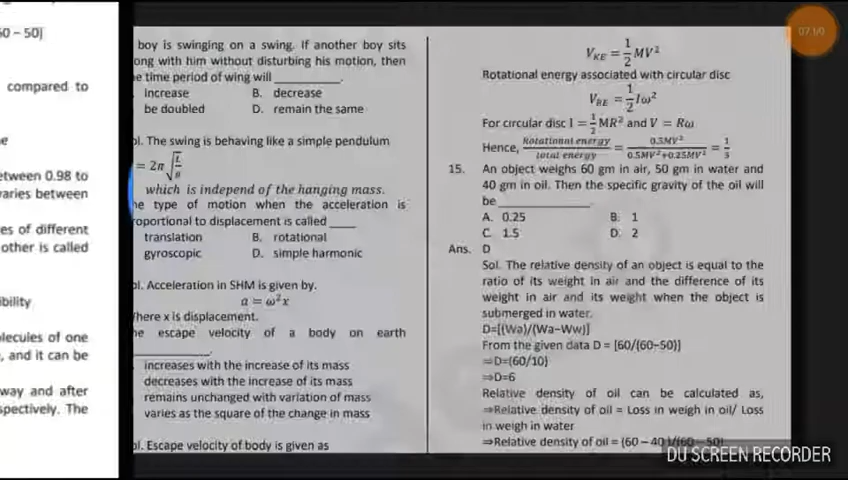 60 – 50)]
compared to
e
etween 0.98 to
varies between
es of different
other is called
ibility
olecules of one
, and it can be
way and after
spectively. The
boy is swinging on a swing. If another boy sits
ong with him without disturbing his motion, then
e time period of wing will ________.
increase B. decrease
be doubled D. remain the same
ol. The swing is behaving like a simple pendulum
= 2π √
which is independ of the hanging mass.
he type of motion when the acceleration is
roportional to displacement is called ____
translation B. rotational
gyroscopic D. simple harmonic
ol. Acceleration in SHM is given by.
a = ω²x
here x is displacement.
he escape velocity of a body on earth
________.
increases with the increase of its mass
decreases with the increase of its mass
remains unchanged with variation of mass
varies as the square of the change in mass
ol. Escape velocity of body is given as
V_KE = 1/2 MV²
Rotational energy associated with circular disc
V_RE = 1/2 Iω²
For circular disc I = 1/2 MR² and V = Rω
Hence, Rotational energy/total energy = 0.5MV²/0.5MV²+0.25MV² = 1/3
15. An object weighs 60 gm in air, 50 gm in water and
40 gm in oil. Then the specific gravity of the oil will
be ____________
A. 0.25 B. 1
C. 1.5 D. 2
Ans. D
Sol. The relative density of an object is equal to the
ratio of its weight in air and the difference of its
weight in air and its weight when the object is
submerged in water.
D=[(Wa)/(Wa–Ww)]
From the given data D = [60/(60–50)]
⇒D=(60/10)
⇒D=6
Relative density of oil can be calculated as,
⇒Relative density of oil = Loss in weigh in oil/ Loss
in weigh in water
⇒Relative density of oil = (60 – 40)/(60 – 50)
DU SCREEN RECORDER